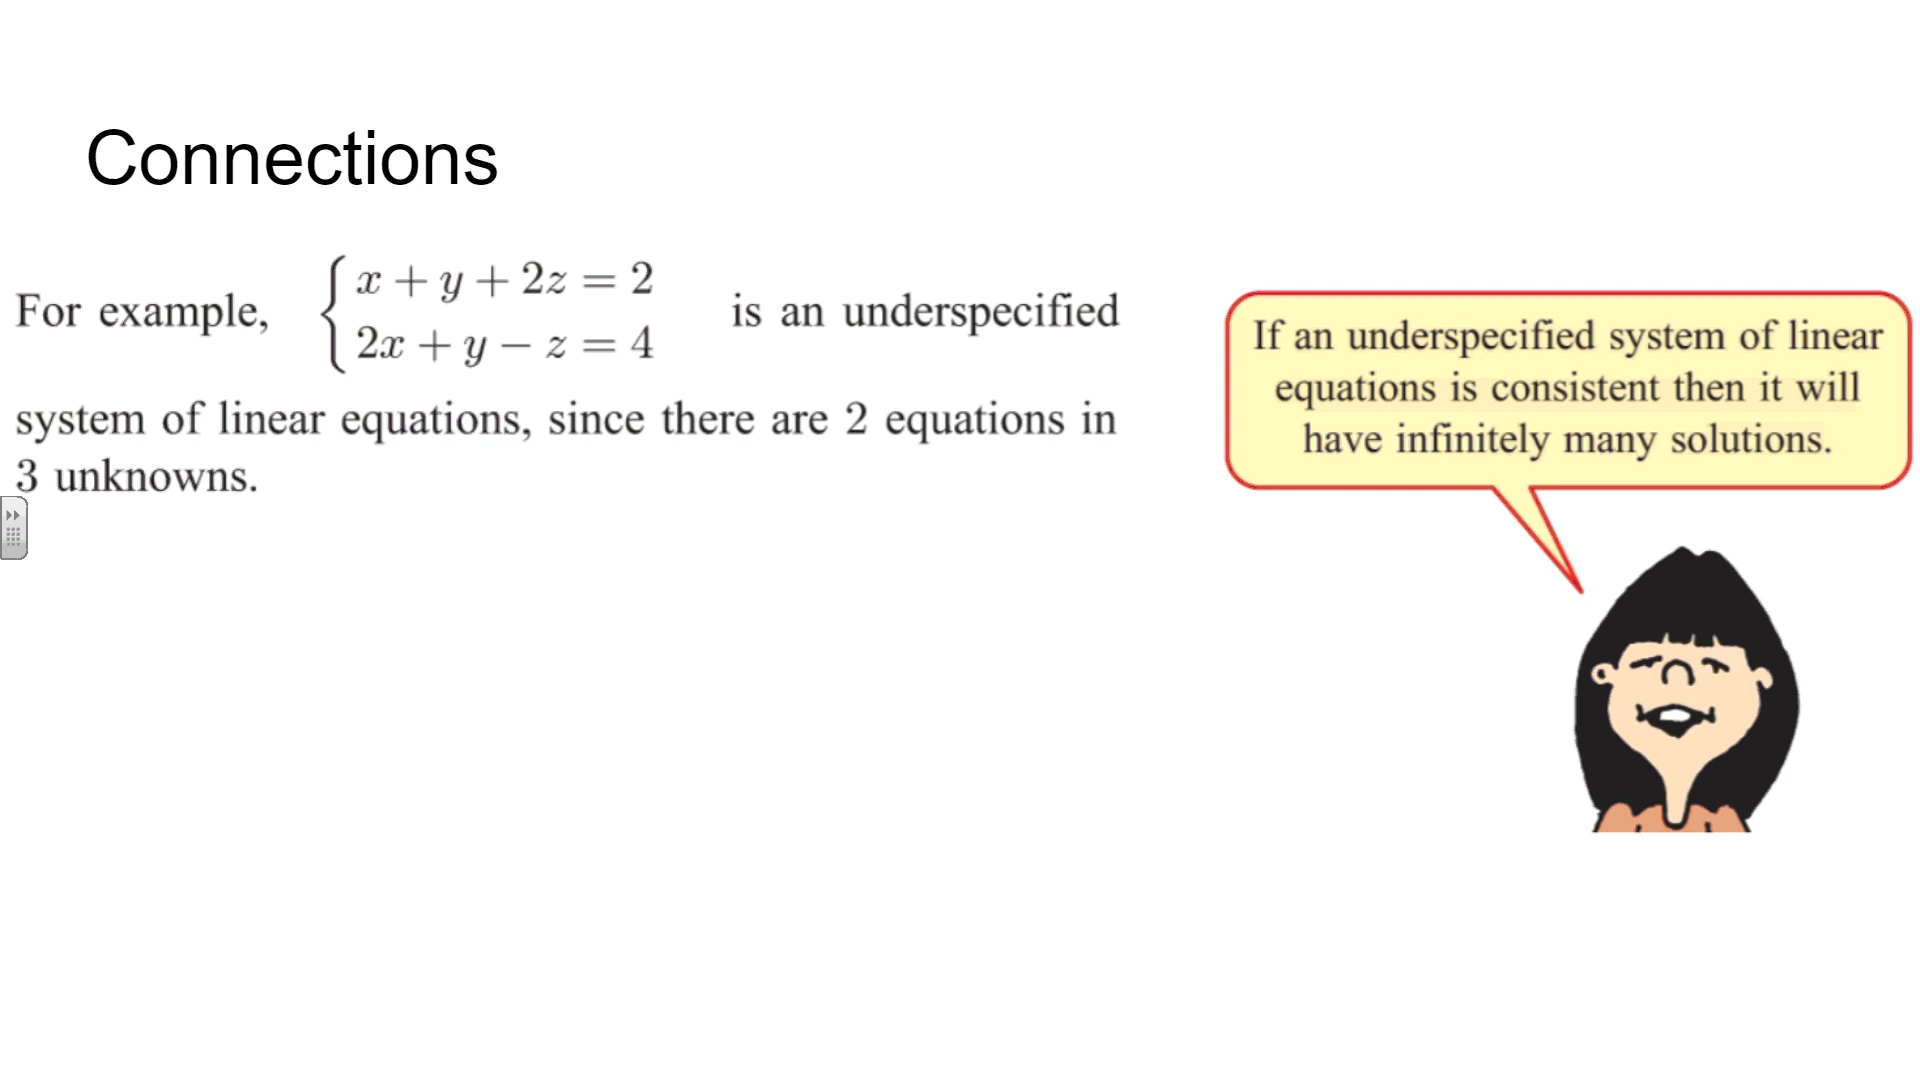 Connections
For example, { x + y + 2z = 2
2x + y − z = 4 is an underspecified
system of linear equations, since there are 2 equations in
3 unknowns.
If an underspecified system of linear
equations is consistent then it will
have infinitely many solutions.